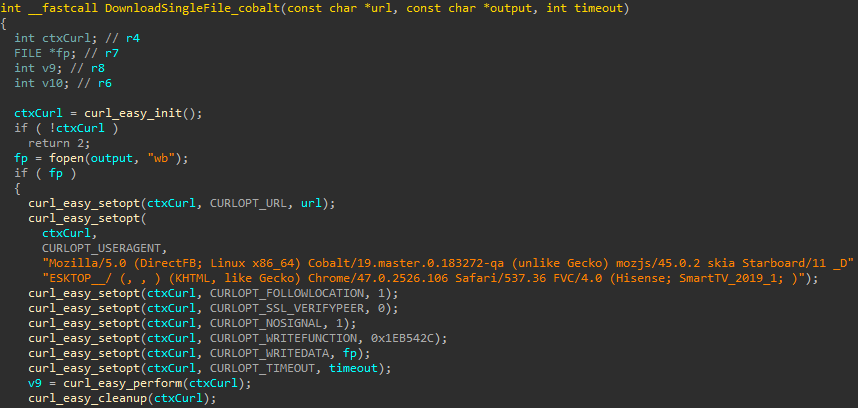 int __fastcall DownloadSingleFile_cobalt(const char *url, const char *output, int timeout)
{
  int ctxCurl; // r4
  FILE *fp; // r7
  int v9; // r8
  int v10; // r6

  ctxCurl = curl_easy_init();
  if ( !ctxCurl )
    return 2;
  fp = fopen(output, "wb");
  if ( fp )
  {
    curl_easy_setopt(ctxCurl, CURLOPT_URL, url);
    curl_easy_setopt(
      ctxCurl,
      CURLOPT_USERAGENT,
      "Mozilla/5.0 (DirectFB; Linux x86_64) Cobalt/19.master.0.183272-qa (unlike Gecko) mozjs/45.0.2 skia Starboard/11 _D"
      "ESKTOP__/ (, , ) (KHTML, like Gecko) Chrome/47.0.2526.106 Safari/537.36 FVC/4.0 (Hisense; SmartTV_2019_1; )");
    curl_easy_setopt(ctxCurl, CURLOPT_FOLLOWLOCATION, 1);
    curl_easy_setopt(ctxCurl, CURLOPT_SSL_VERIFYPEER, 0);
    curl_easy_setopt(ctxCurl, CURLOPT_NOSIGNAL, 1);
    curl_easy_setopt(ctxCurl, CURLOPT_WRITEFUNCTION, 0x1EB542C);
    curl_easy_setopt(ctxCurl, CURLOPT_WRITEDATA, fp);
    curl_easy_setopt(ctxCurl, CURLOPT_TIMEOUT, timeout);
    v9 = curl_easy_perform(ctxCurl);
    curl_easy_cleanup(ctxCurl);